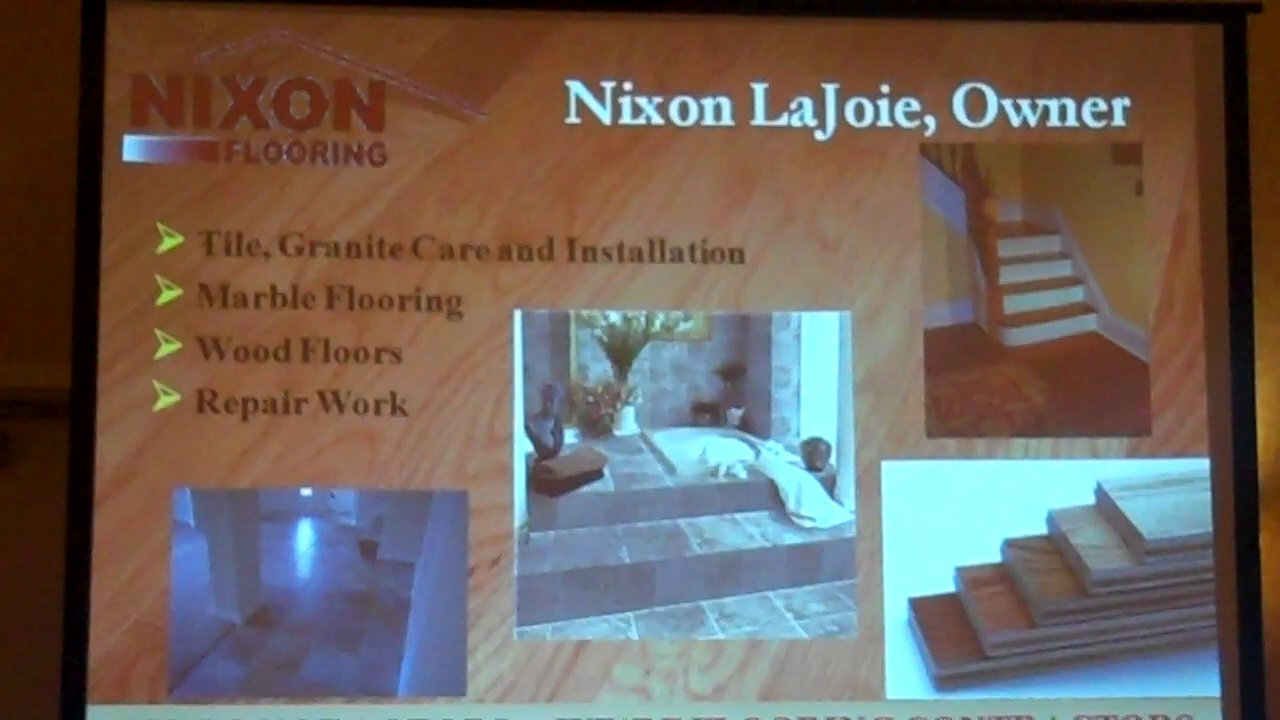 NIXON
FLOORING
Nixon LaJoie, Owner
Tile, Granite Care and Installation
Marble Flooring
Wood Floors
Repair Work